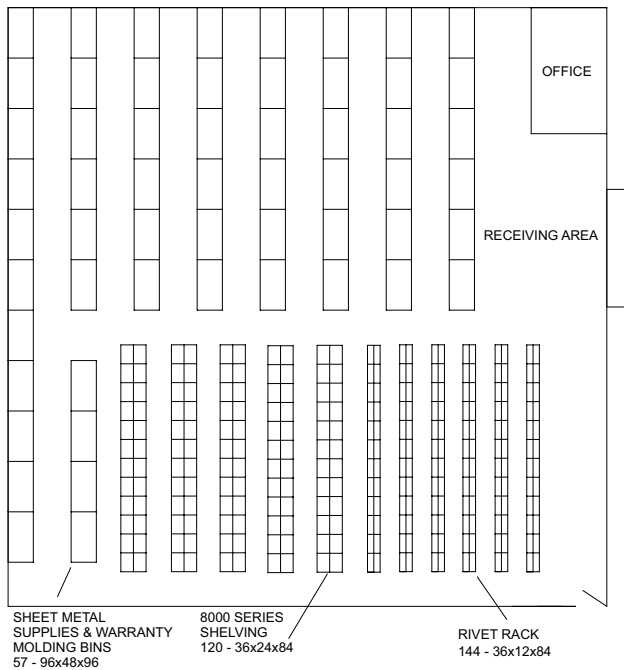 OFFICE
RECEIVING AREA
SHEET METAL
SUPPLIES & WARRANTY
MOLDING BINS
57 - 96x48x96
8000 SERIES
SHELVING
120 - 36x24x84
RIVET RACK
144 - 36x12x84